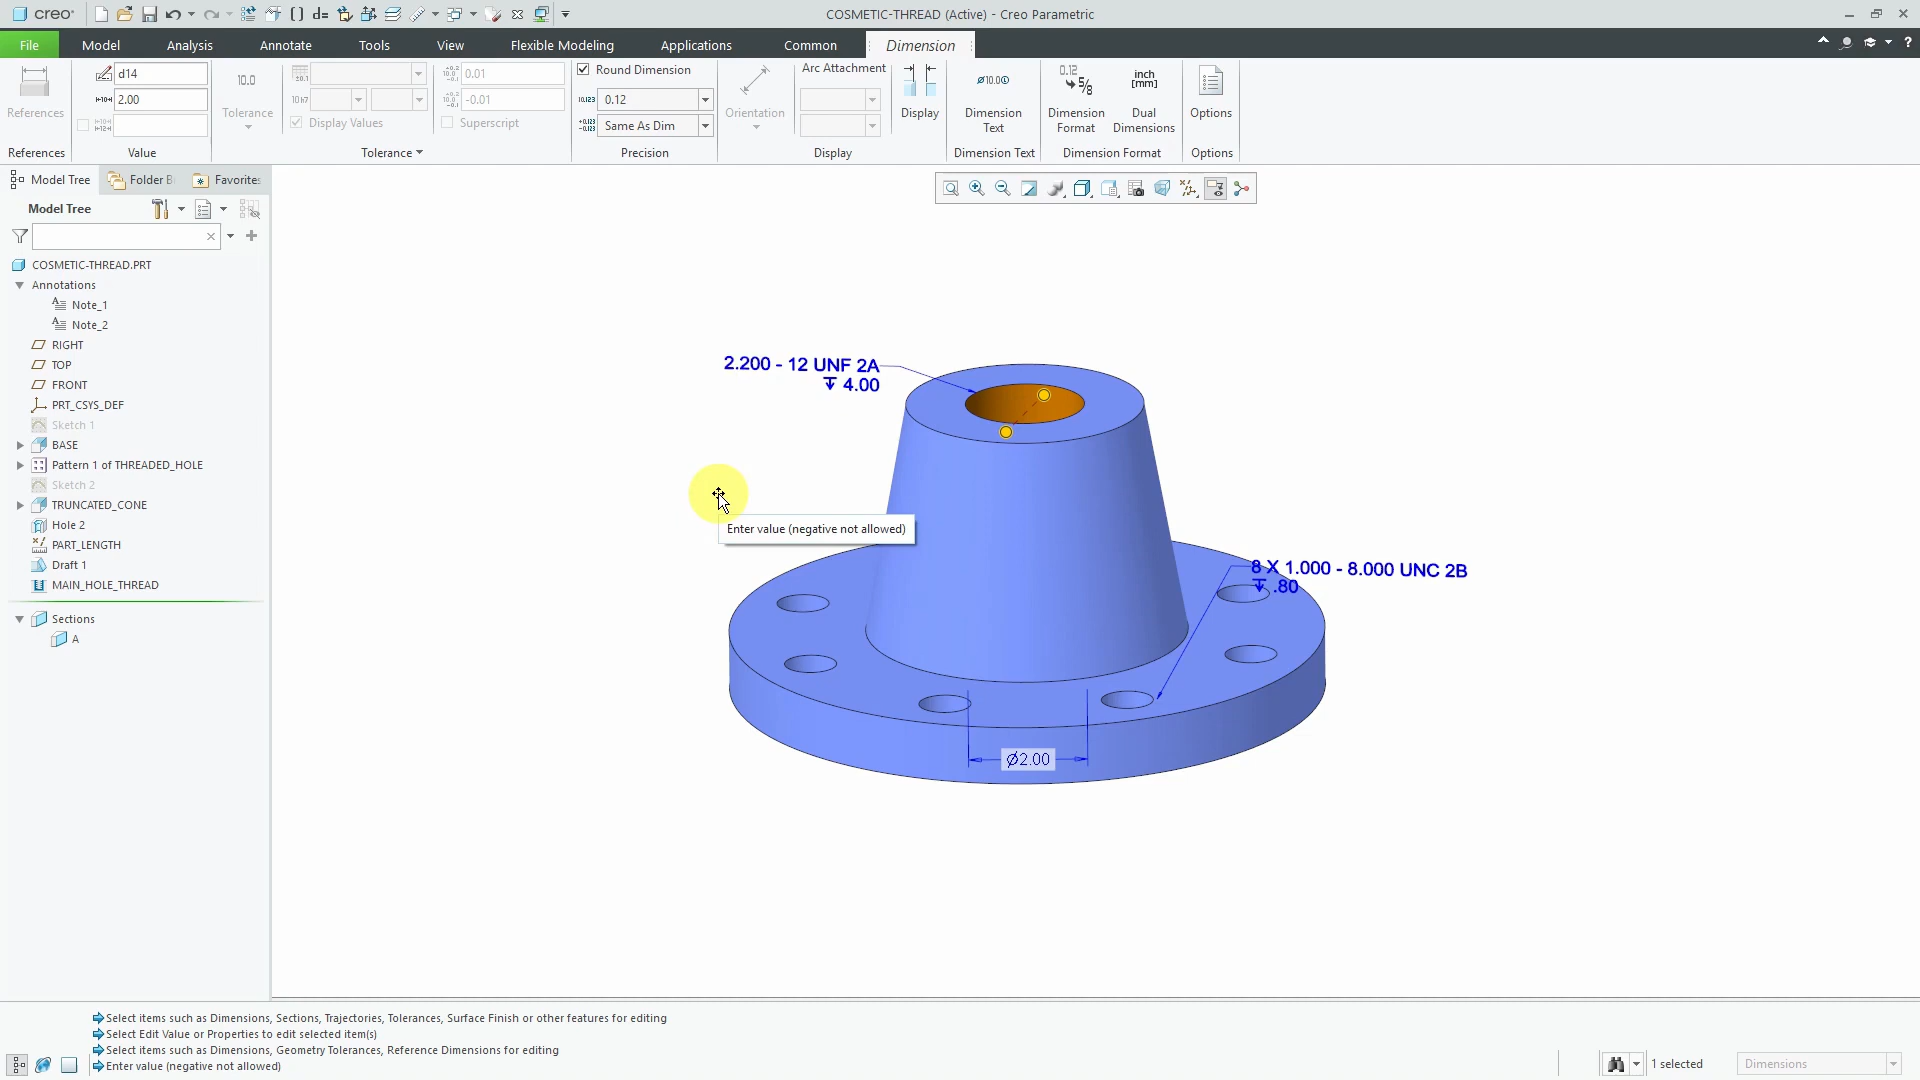 creo
COSMETIC-THREAD (Active) - Creo Parametric
File
Model
Analysis
Annotate
Tools
View
Flexible Modeling
Applications
Common
Dimension
References
References
d14
2.00
Value
10.0
Tolerance
Display Values
0.01
-0.01
Superscript
Tolerance
Round Dimension
0.12
Same As Dim
Precision
Orientation
Arc Attachment
Display
Display
Dimension
Text
Dimension Text
Dimension
Format
inch
[mm]
Dual
Dimensions
Dimension Format
Options
Options
Model Tree
Folder B
Favorites
Model Tree
COSMETIC-THREAD.PRT
Annotations
Note_1
Note_2
RIGHT
TOP
FRONT
PRT_CSYS_DEF
Sketch 1
BASE
Pattern 1 of THREADED_HOLE
Sketch 2
TRUNCATED_CONE
Hole 2
PART_LENGTH
Draft 1
MAIN_HOLE_THREAD
Sections
A
2.200 - 12 UNF 2A
↧ 4.00
Enter value (negative not allowed)
8 X 1.000 - 8.000 UNC 2B
↧ .80
Ø2.00
Select items such as Dimensions, Sections, Trajectories, Tolerances, Surface Finish or other features for editing
Select Edit Value or Properties to edit selected item(s)
Select items such as Dimensions, Geometry Tolerances, Reference Dimensions for editing
Enter value (negative not allowed)
1 selected
Dimensions